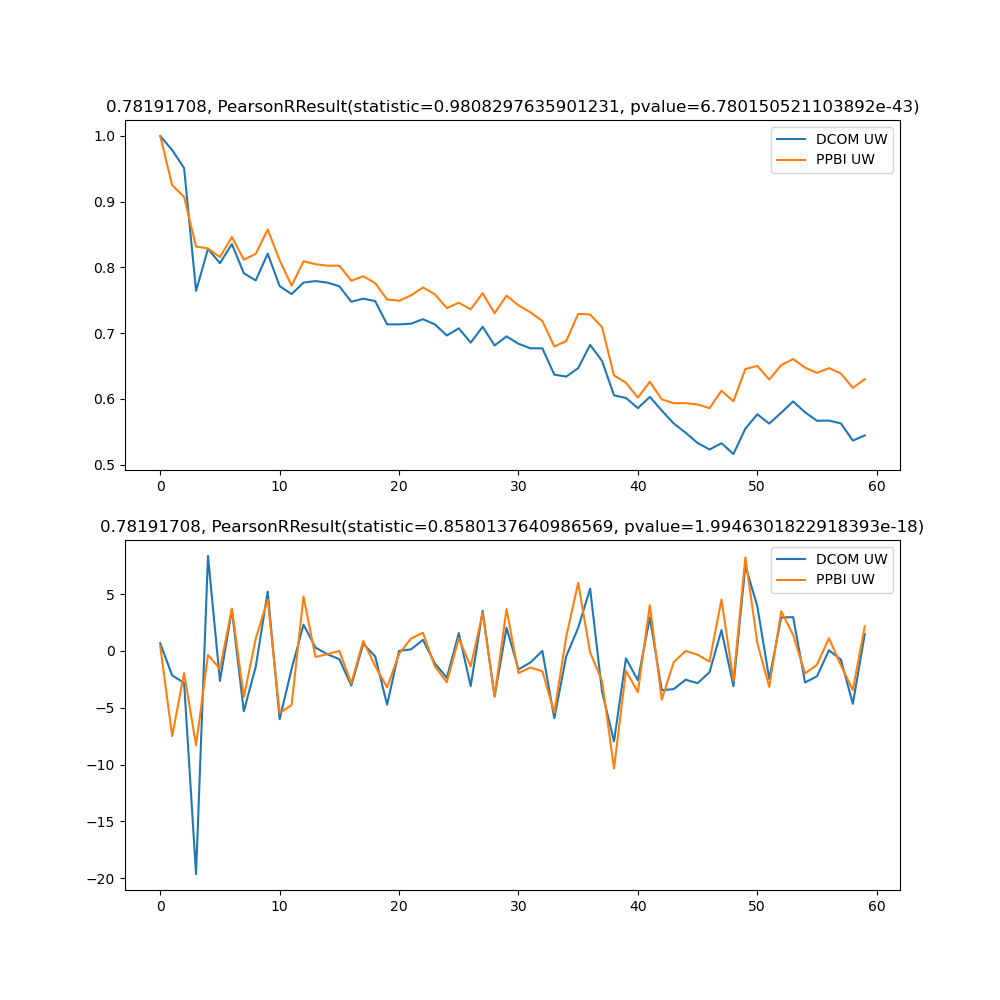 0.78191708, PearsonRResult(statistic=0.9808297635901231, pvalue=6.780150521103892e-43)
DCOM UW
PPBI UW
1.0
0.9
0.8
0.7
0.6
0.5
0 10 20 30 40 50 60
0.78191708, PearsonRResult(statistic=0.8580137640986569, pvalue=1.9946301822918393e-18)
DCOM UW
PPBI UW
5
0
−5
−10
−15
−20
0 10 20 30 40 50 60